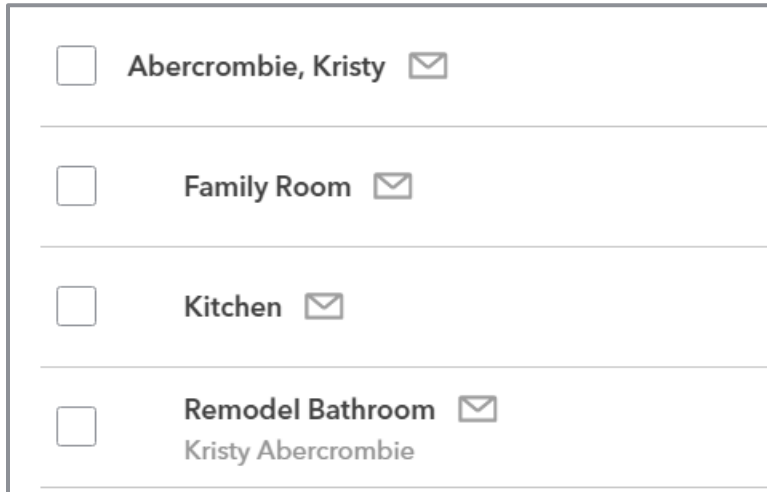 Abercrombie, Kristy
Family Room
Kitchen
Remodel Bathroom
Kristy Abercrombie